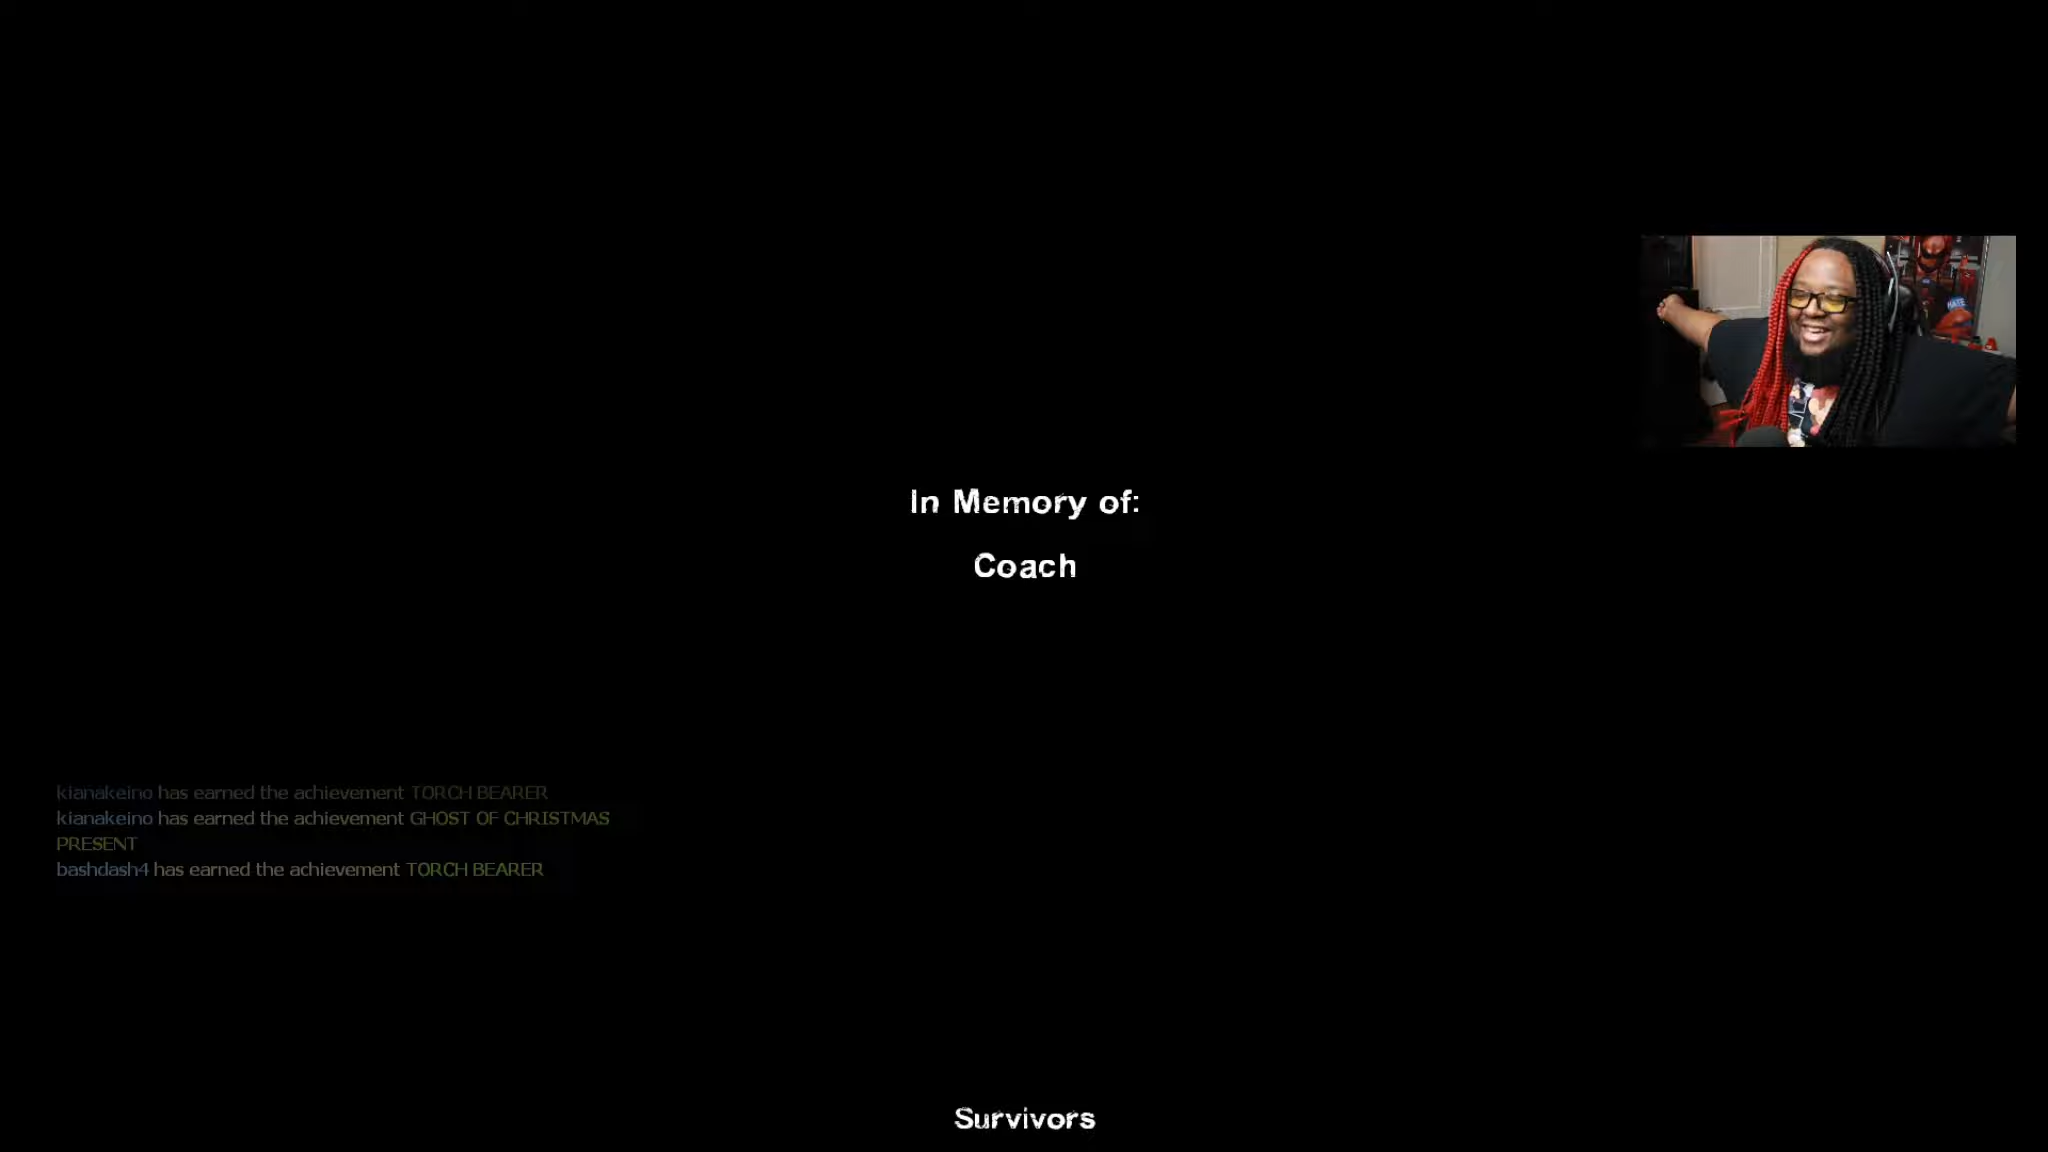 HATE
In Memory of:
Coach
kianakeino has earned the achievement TORCH BEARER
kianakeino has earned the achievement GHOST OF CHRISTMAS
PRESENT
bashdash4 has earned the achievement TORCH BEARER
Survivors